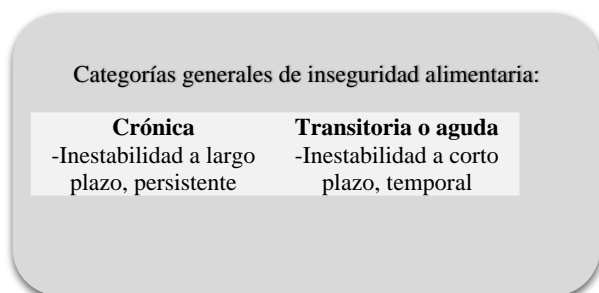 Categorías generales de inseguridad alimentaria:
Crónica
-Inestabilidad a largo
plazo, persistente
Transitoria o aguda
-Inestabilidad a corto
plazo, temporal